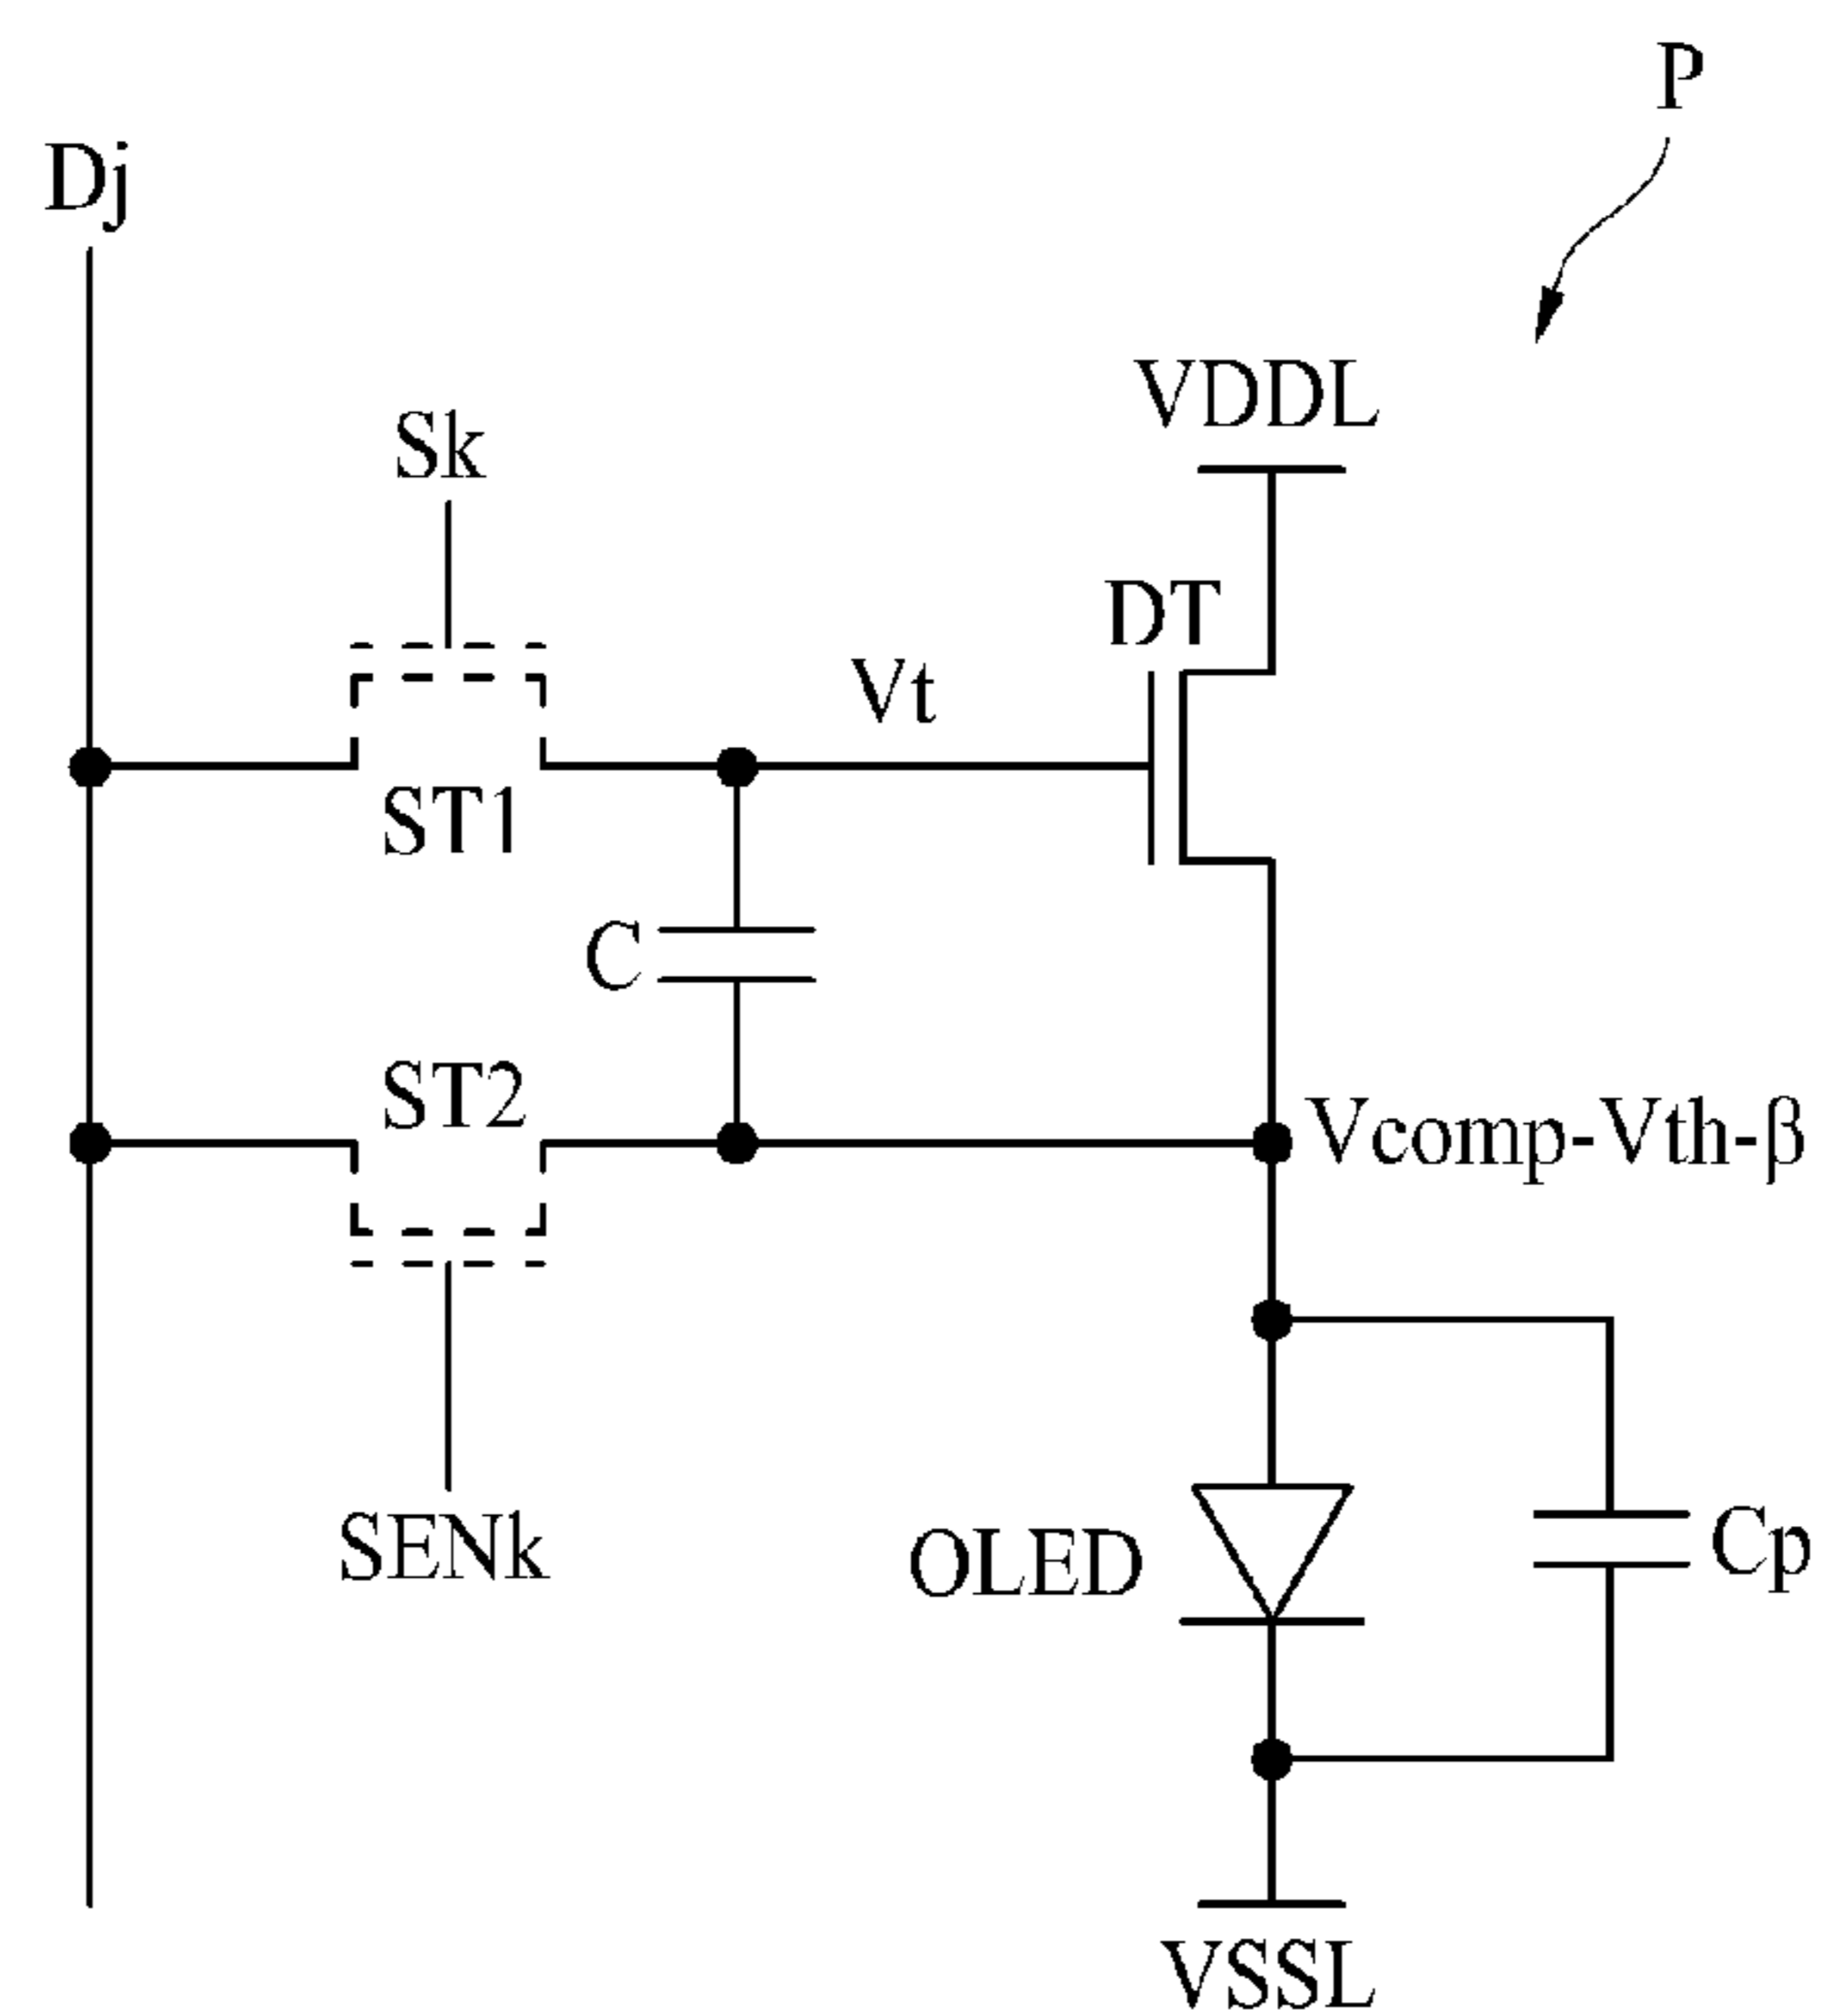 P
Dj
VDDL
Sk
DT
Vt
ST1
C
ST2
Vcomp-Vth-β
SENk
OLED
Cp
VSSL